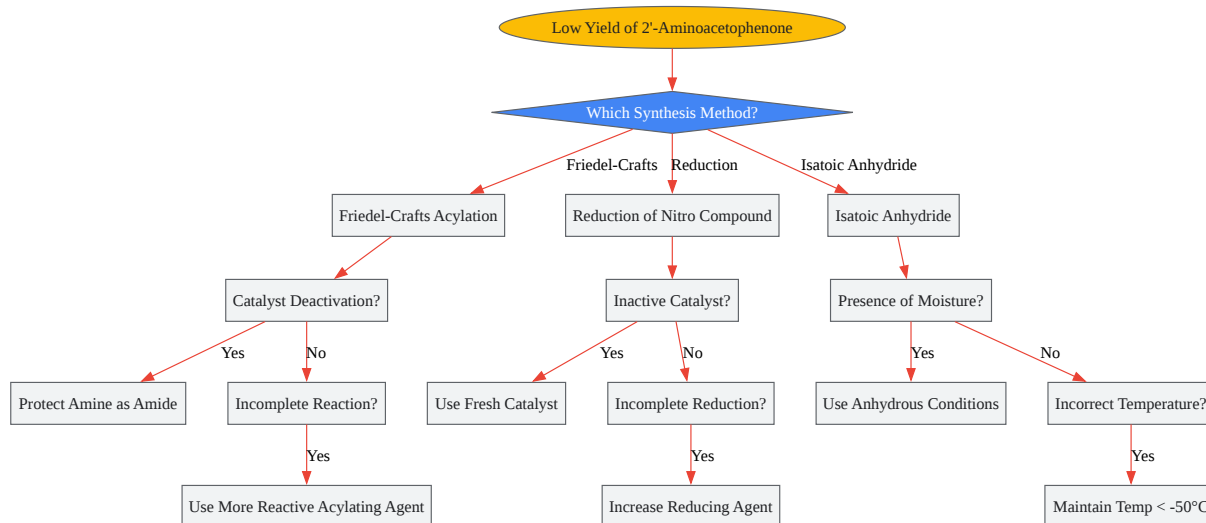 Low Yield of 2'-Aminoacetophenone
Which Synthesis Method?
Friedel-Crafts
Reduction
Isatoic Anhydride
Friedel-Crafts Acylation
Reduction of Nitro Compound
Isatoic Anhydride
Catalyst Deactivation?
Inactive Catalyst?
Presence of Moisture?
Yes
No
Yes
No
Yes
No
Protect Amine as Amide
Incomplete Reaction?
Use Fresh Catalyst
Incomplete Reduction?
Use Anhydrous Conditions
Incorrect Temperature?
Yes
Yes
Yes
Use More Reactive Acylating Agent
Increase Reducing Agent
Maintain Temp < -50°C